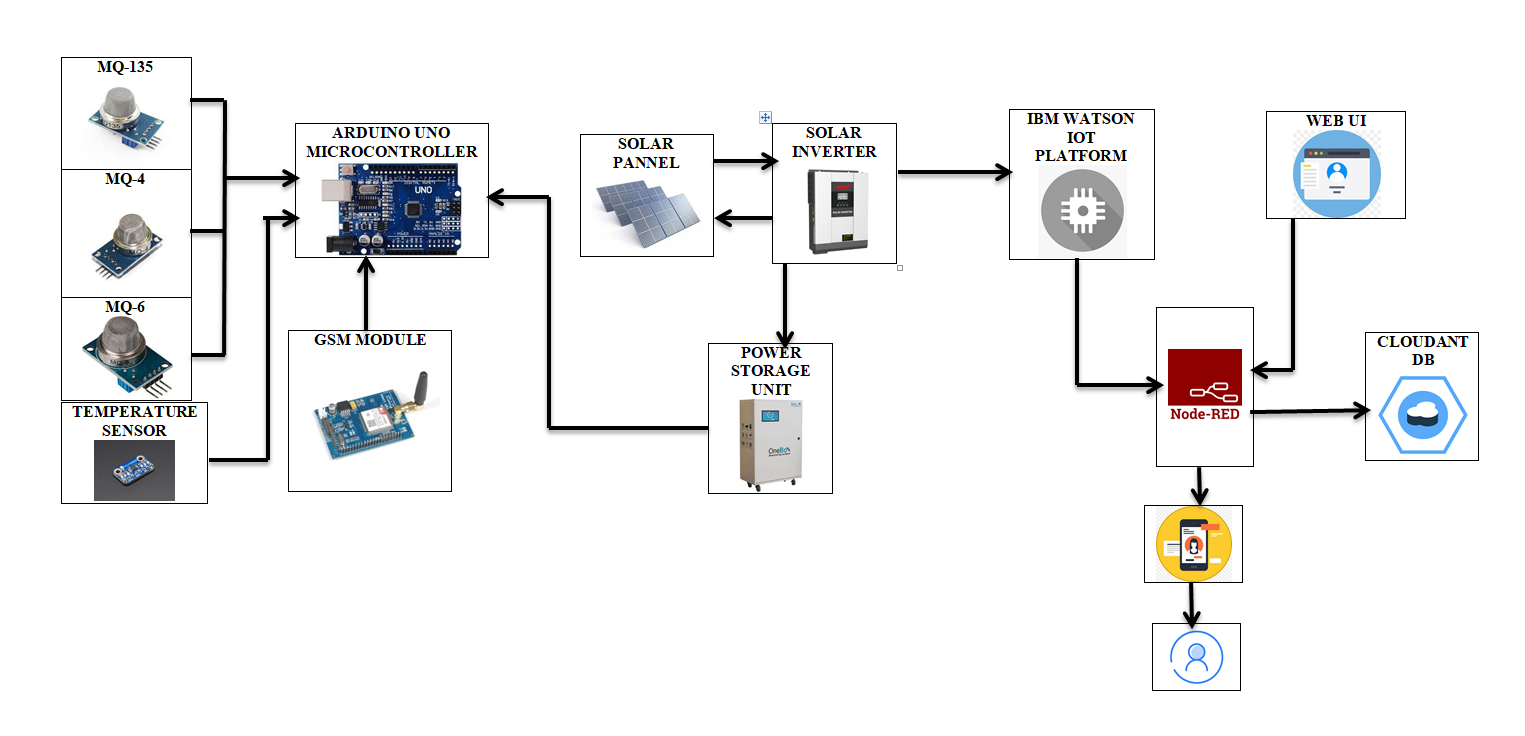 MQ-135
MQ-4
MQ-6
TEMPERATURE
SENSOR
ARDUINO UNO
MICROCONTROLLER
UNO
GSM MODULE
SOLAR
PANNEL
SOLAR
INVERTER
POWER
STORAGE
UNIT
IBM WATSON
IOT
PLATFORM
WEB UI
Node-RED
CLOUDANT
DB